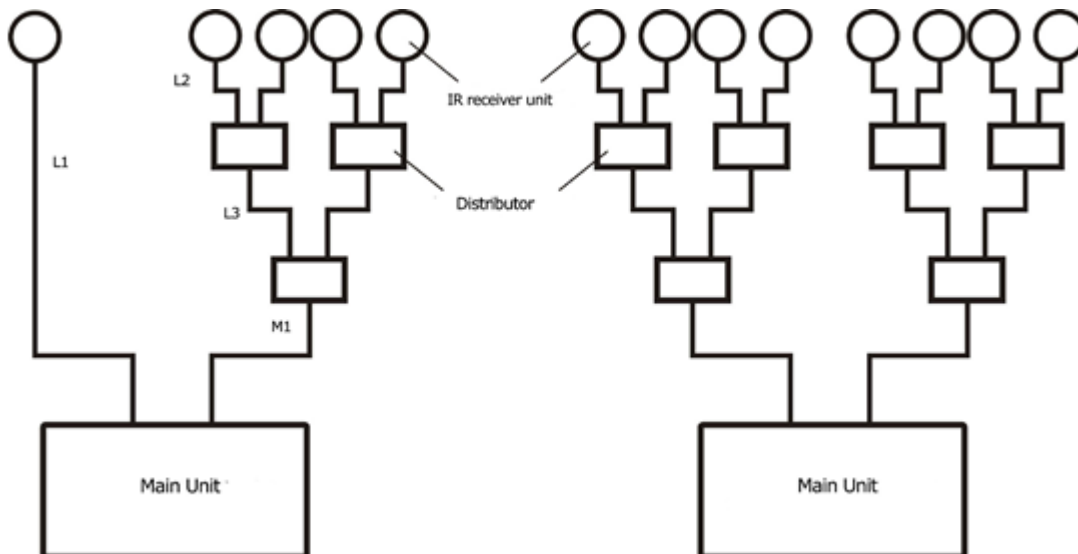 L2
IR receiver unit
L1
Distributor
L3
M1
Main Unit
Main Unit